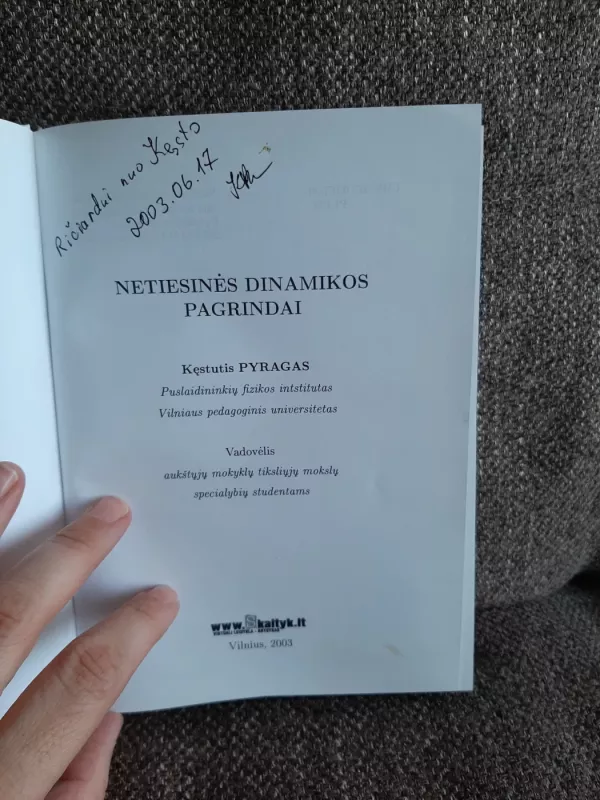 Ričiardui nuo Kęsto
2003.06.17
NETIESINĖS DINAMIKOS
PAGRINDAI
Kęstutis PYRAGAS
Puslaidininkių fizikos intstitutas
Vilniaus pedagoginis universitetas
Vadovėlis
aukštųjų mokyklų tiksliųjų mokslų
specialybių studentams
www.Skaityk.lt
Vilnius, 2003